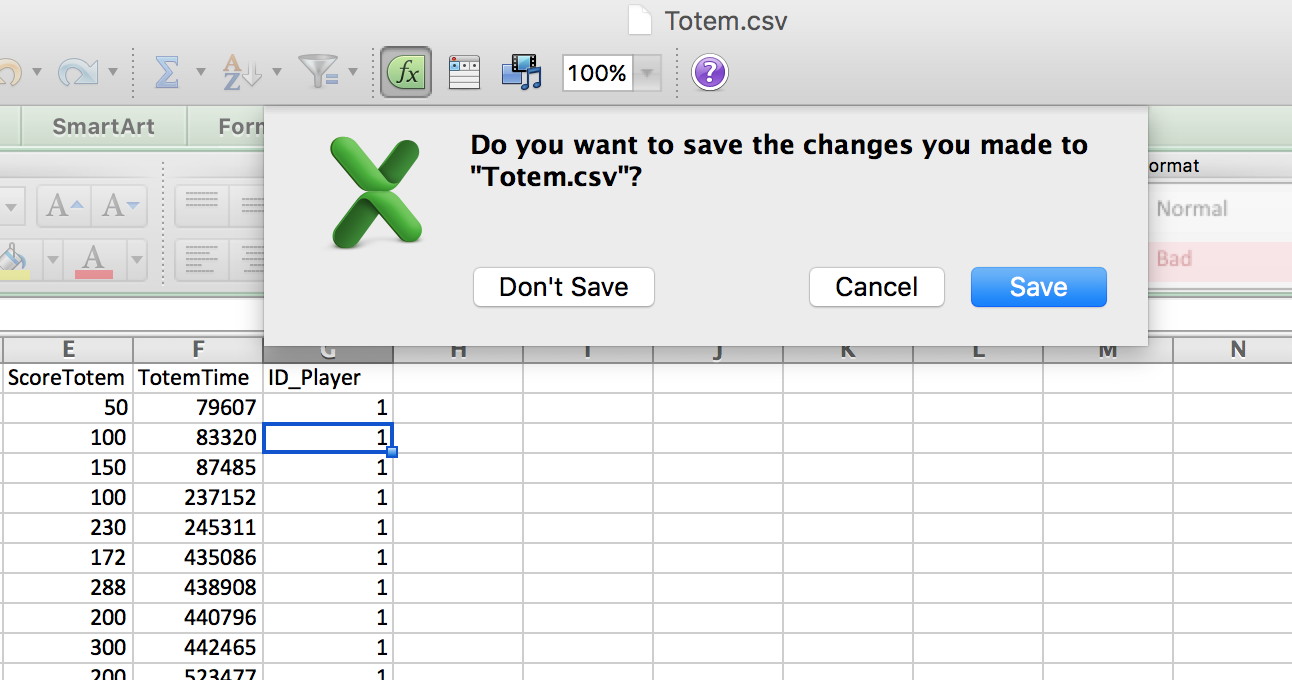 Totem.csv
Σ A Z fx 100% ?
SmartArt
Do you want to save the changes you made to
"Totem.csv"?
ormat
A A
Normal
A
Bad
Don't Save Cancel Save
E F G H I J K L M N
ScoreTotem TotemTime ID_Player
50 79607 1
100 83320 1
150 87485 1
100 237152 1
230 245311 1
172 435086 1
288 438908 1
200 440796 1
300 442465 1
200 523477 1